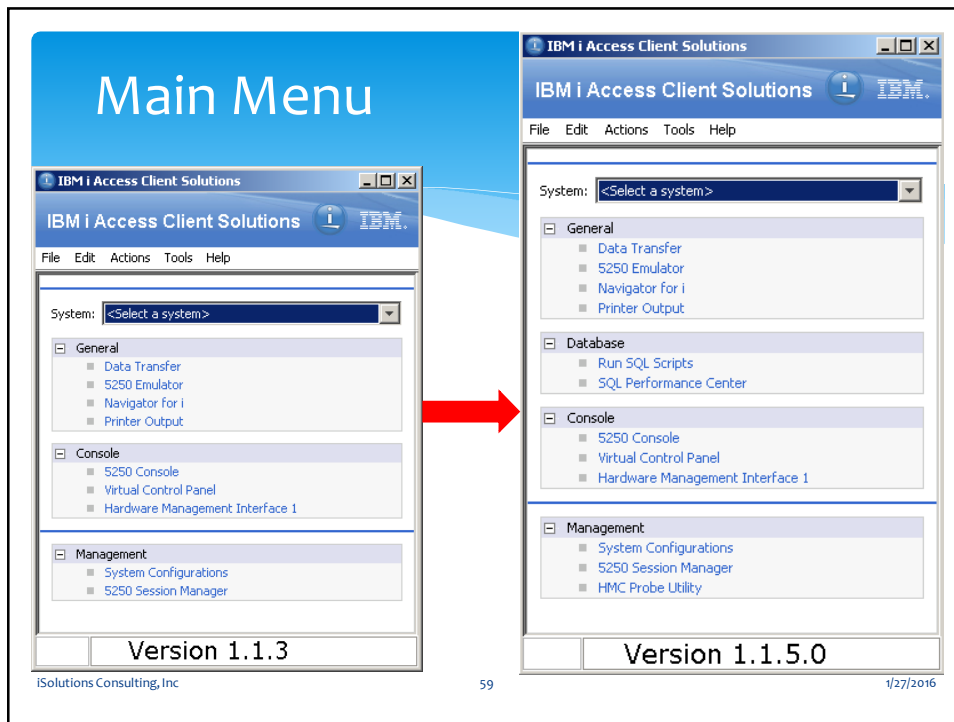 Main Menu
IBM i Access Client Solutions
IBM i Access Client Solutions i IBM.
File Edit Actions Tools Help
System: <Select a system>
General
Data Transfer
5250 Emulator
Navigator for i
Printer Output
Console
5250 Console
Virtual Control Panel
Hardware Management Interface 1
Management
System Configurations
5250 Session Manager
Version 1.1.3
IBM i Access Client Solutions
IBM i Access Client Solutions i IBM.
File Edit Actions Tools Help
System: <Select a system>
General
Data Transfer
5250 Emulator
Navigator for i
Printer Output
Database
Run SQL Scripts
SQL Performance Center
Console
5250 Console
Virtual Control Panel
Hardware Management Interface 1
Management
System Configurations
5250 Session Manager
HMC Probe Utility
Version 1.1.5.0
iSolutions Consulting, Inc 59 1/27/2016